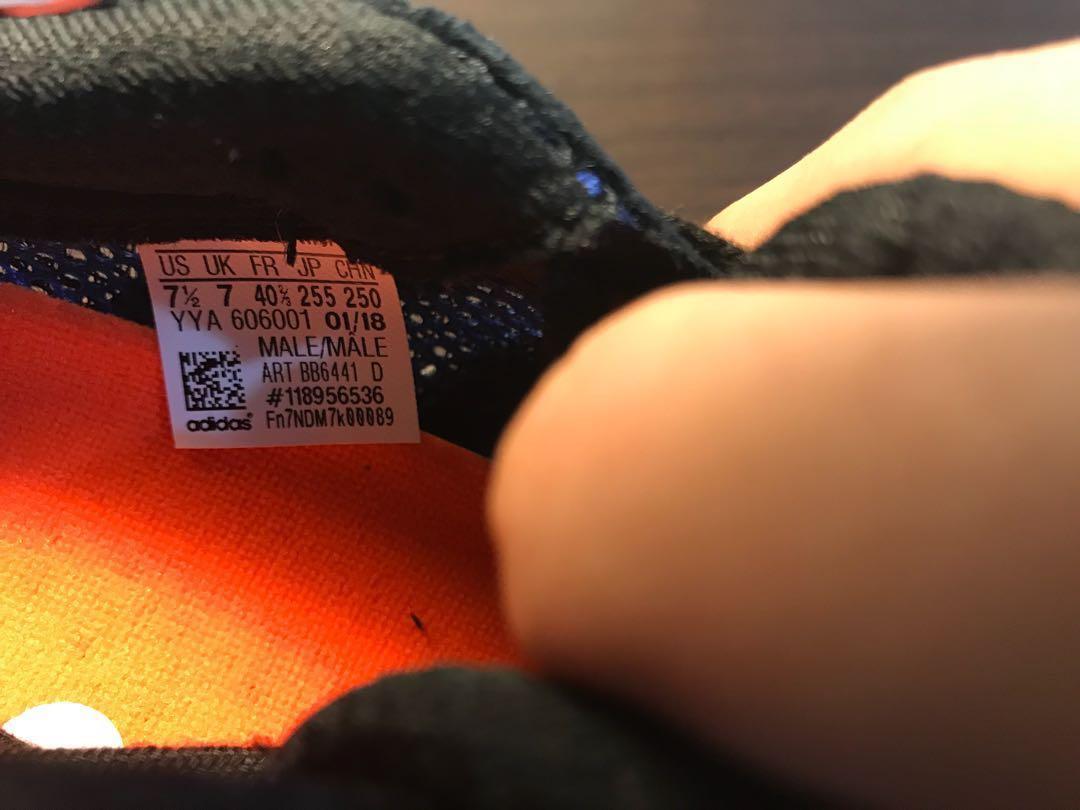 US UK FR JP CHN
7½ 7 40⅔ 255 250
YYA 606001 01/18
MALE/MÂLE
ART BB6441 D
#118956536
adidas® Fn7NDM7k00089